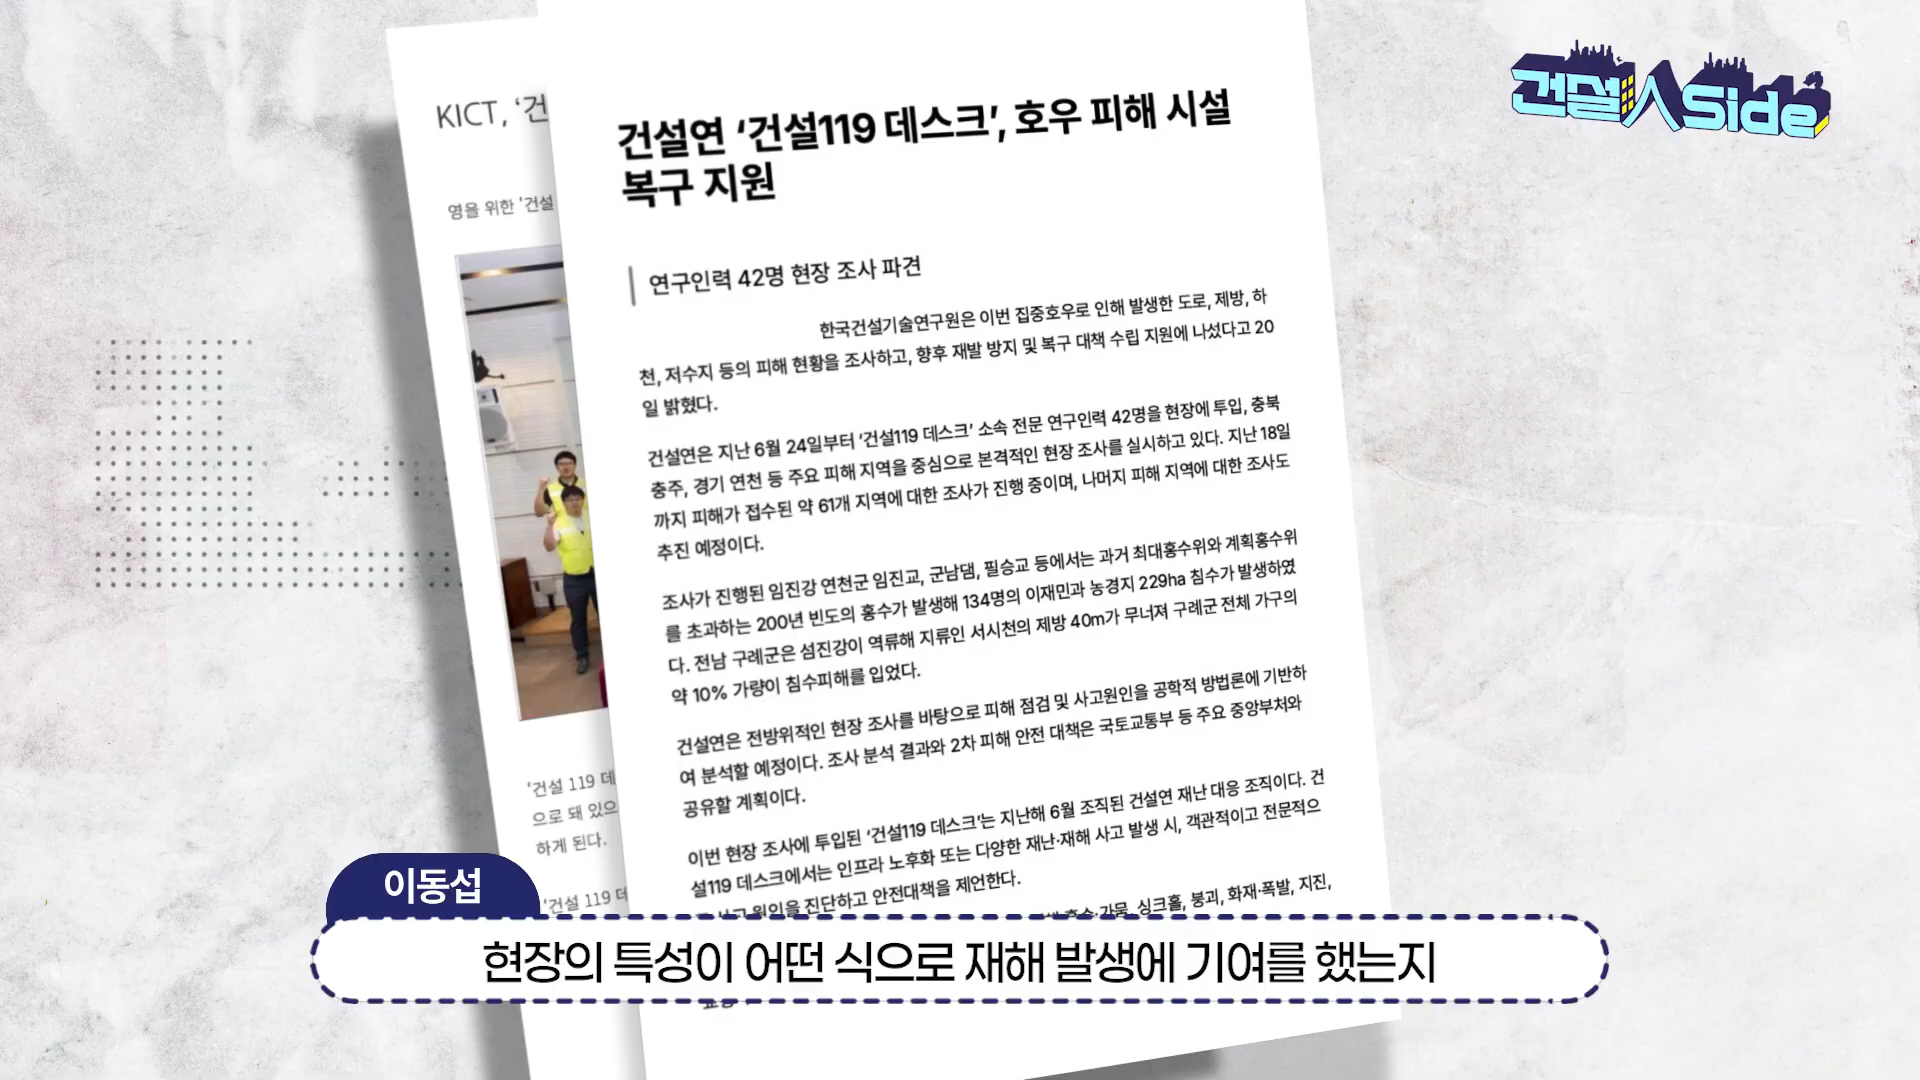 건설人Side
KICT, ‘건
영을 위한 '건설
‘건설 119 데
으로 돼 있으
하게 된다.
‘건설 119 데
건설연 ‘건설119 데스크’, 호우 피해 시설
복구 지원
연구인력 42명 현장 조사 파견
한국건설기술연구원은 이번 집중호우로 인해 발생한 도로, 제방, 하
천, 저수지 등의 피해 현황을 조사하고, 향후 재발 방지 및 복구 대책 수립 지원에 나섰다고 20
일 밝혔다.
건설연은 지난 6월 24일부터 ‘건설119 데스크’ 소속 전문 연구인력 42명을 현장에 투입, 충북
충주, 경기 연천 등 주요 피해 지역을 중심으로 본격적인 현장 조사를 실시하고 있다. 지난 18일
까지 피해가 접수된 약 61개 지역에 대한 조사가 진행 중이며, 나머지 피해 지역에 대한 조사도
추진 예정이다.
조사가 진행된 임진강 연천군 임진교, 군남댐, 필승교 등에서는 과거 최대홍수위와 계획홍수위
를 초과하는 200년 빈도의 홍수가 발생해 134명의 이재민과 농경지 229ha 침수가 발생하였
다. 전남 구례군은 섬진강이 역류해 지류인 서시천의 제방 40m가 무너져 구례군 전체 가구의
약 10% 가량이 침수피해를 입었다.
건설연은 전방위적인 현장 조사를 바탕으로 피해 점검 및 사고원인을 공학적 방법론에 기반하
여 분석할 예정이다. 조사 분석 결과와 2차 피해 안전 대책은 국토교통부 등 주요 중앙부처와
공유할 계획이다.
이번 현장 조사에 투입된 ‘건설119 데스크’는 지난해 6월 조직된 건설연 재난 대응 조직이다. 건
설119 데스크에서는 인프라 노후화 또는 다양한 재난·재해 사고 발생 시, 객관적이고 전문적으
사고 원인을 진단하고 안전대책을 제언한다.
홍수·가뭄, 싱크홀, 붕괴, 화재·폭발, 지진,
이동섭
현장의 특성이 어떤 식으로 재해 발생에 기여를 했는지